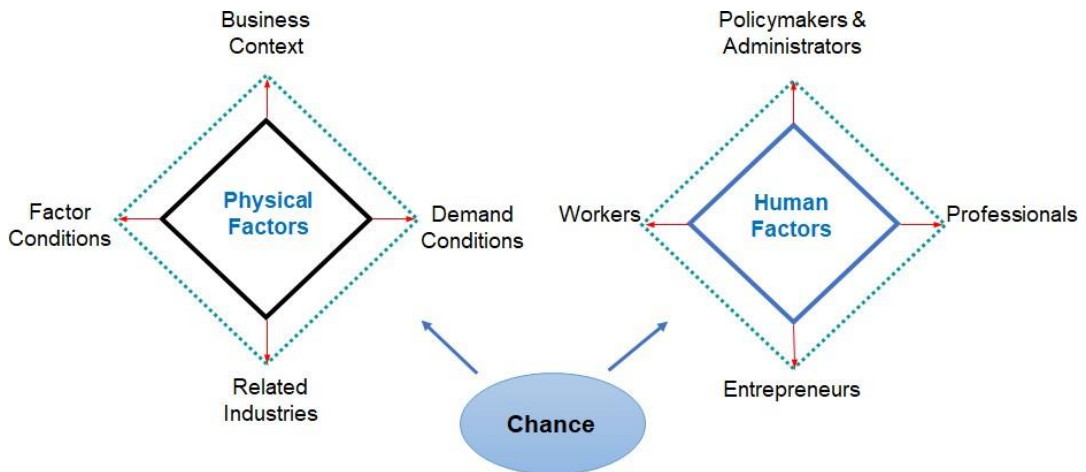 Business
Context
Physical
Factors
Factor
Conditions
Demand
Conditions
Related
Industries
Policymakers &
Administrators
Human
Factors
Workers
Professionals
Entrepreneurs
Chance